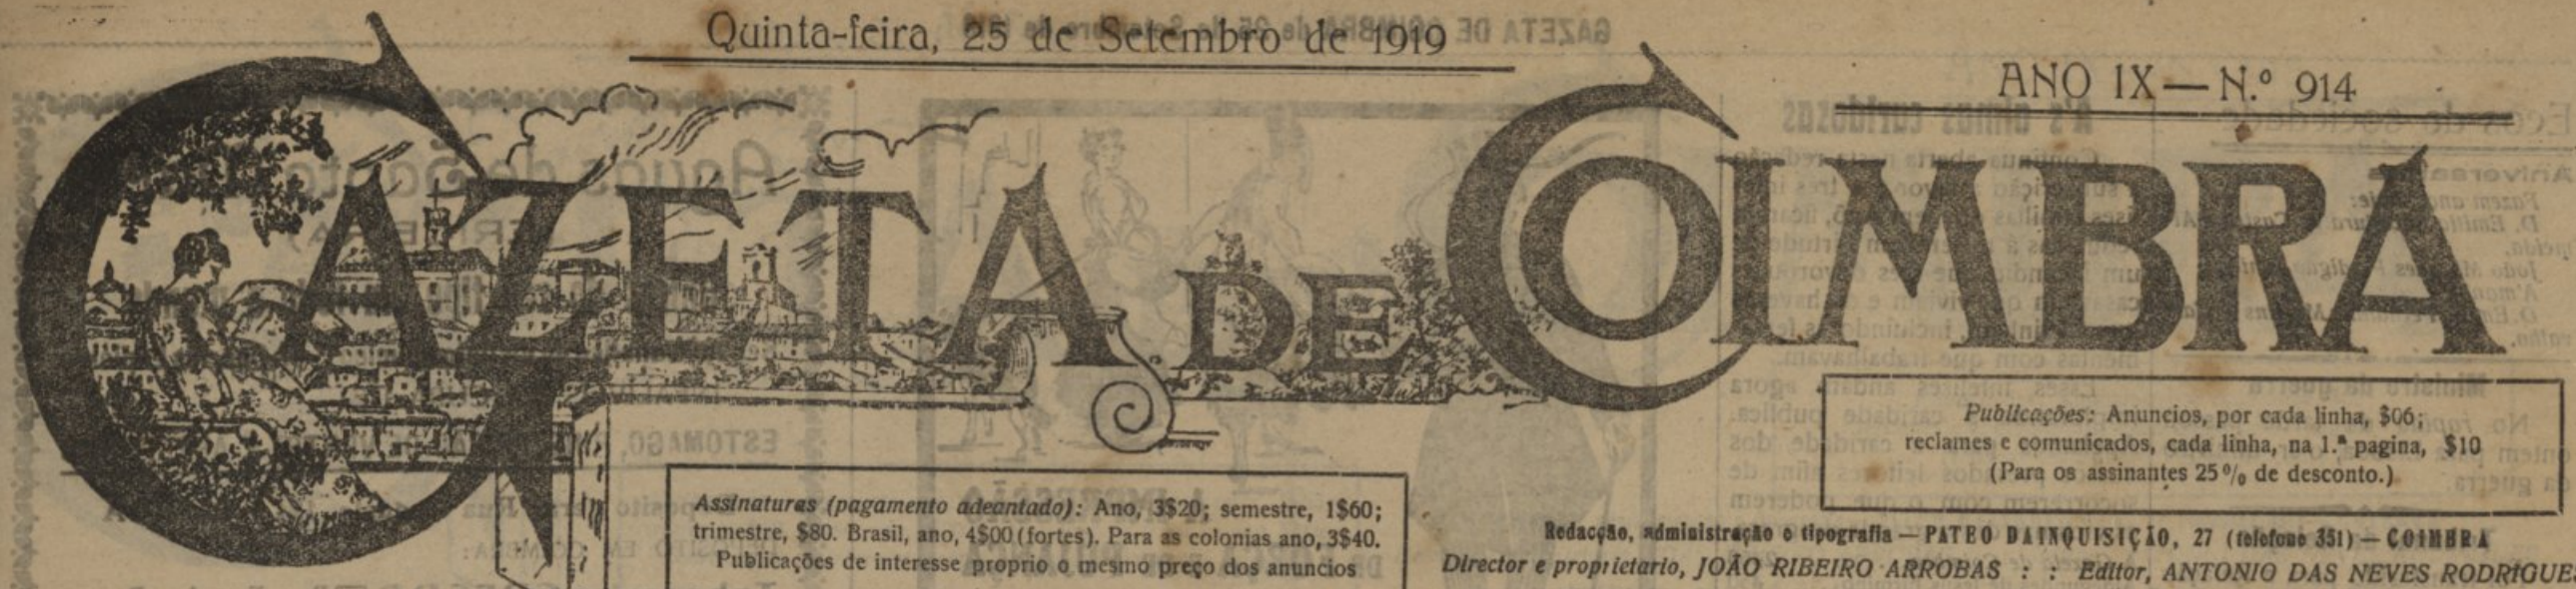 Quinta-feira, 25 de Setembro de 1919
ANO IX — N.º 914
GAZETA DE COIMBRA
Publicações: Anuncios, por cada linha, $06;
reclames e comunicados, cada linha, na 1.ª pagina, $10
(Para os assinantes 25 % de desconto.)
Assinaturas (pagamento adeantado): Ano, 3$20; semestre, 1$60;
trimestre, $80. Brasil, ano, 4$00 (fortes). Para as colonias ano, 3$40.
Publicações de interesse proprio o mesmo preço dos anuncios
Redacção, administração e tipografia — PATEO DA INQUISIÇÃO, 27 (telefone 351) — COIMBRA
Director e proprietario, JOÃO RIBEIRO ARROBAS : : Editor, ANTONIO DAS NEVES RODRIGUES